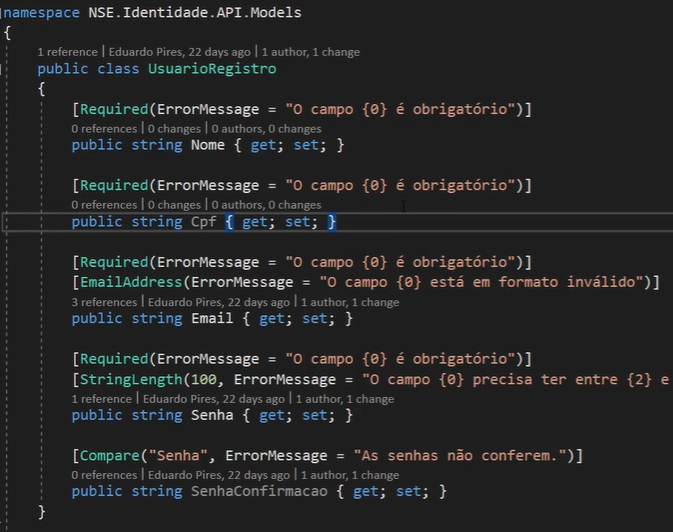 namespace NSE.Identidade.API.Models
{
1 reference | Eduardo Pires, 22 days ago | 1 author, 1 change
public class UsuarioRegistro
{
[Required(ErrorMessage = "O campo {0} é obrigatório")]
0 references | 0 changes | 0 authors, 0 changes
public string Nome { get; set; }
[Required(ErrorMessage = "O campo {0} é obrigatório")]
0 references | 0 changes | 0 authors, 0 changes
public string Cpf { get; set; }
[Required(ErrorMessage = "O campo {0} é obrigatório")]
[EmailAddress(ErrorMessage = "O campo {0} está em formato inválido")]
3 references | Eduardo Pires, 22 days ago | 1 author, 1 change
public string Email { get; set; }
[Required(ErrorMessage = "O campo {0} é obrigatório")]
[StringLength(100, ErrorMessage = "O campo {0} precisa ter entre {2} e
1 reference | Eduardo Pires, 22 days ago | 1 author, 1 change
public string Senha { get; set; }
[Compare("Senha", ErrorMessage = "As senhas não conferem.")]
0 references | Eduardo Pires, 22 days ago | 1 author, 1 change
public string SenhaConfirmacao { get; set; }
}